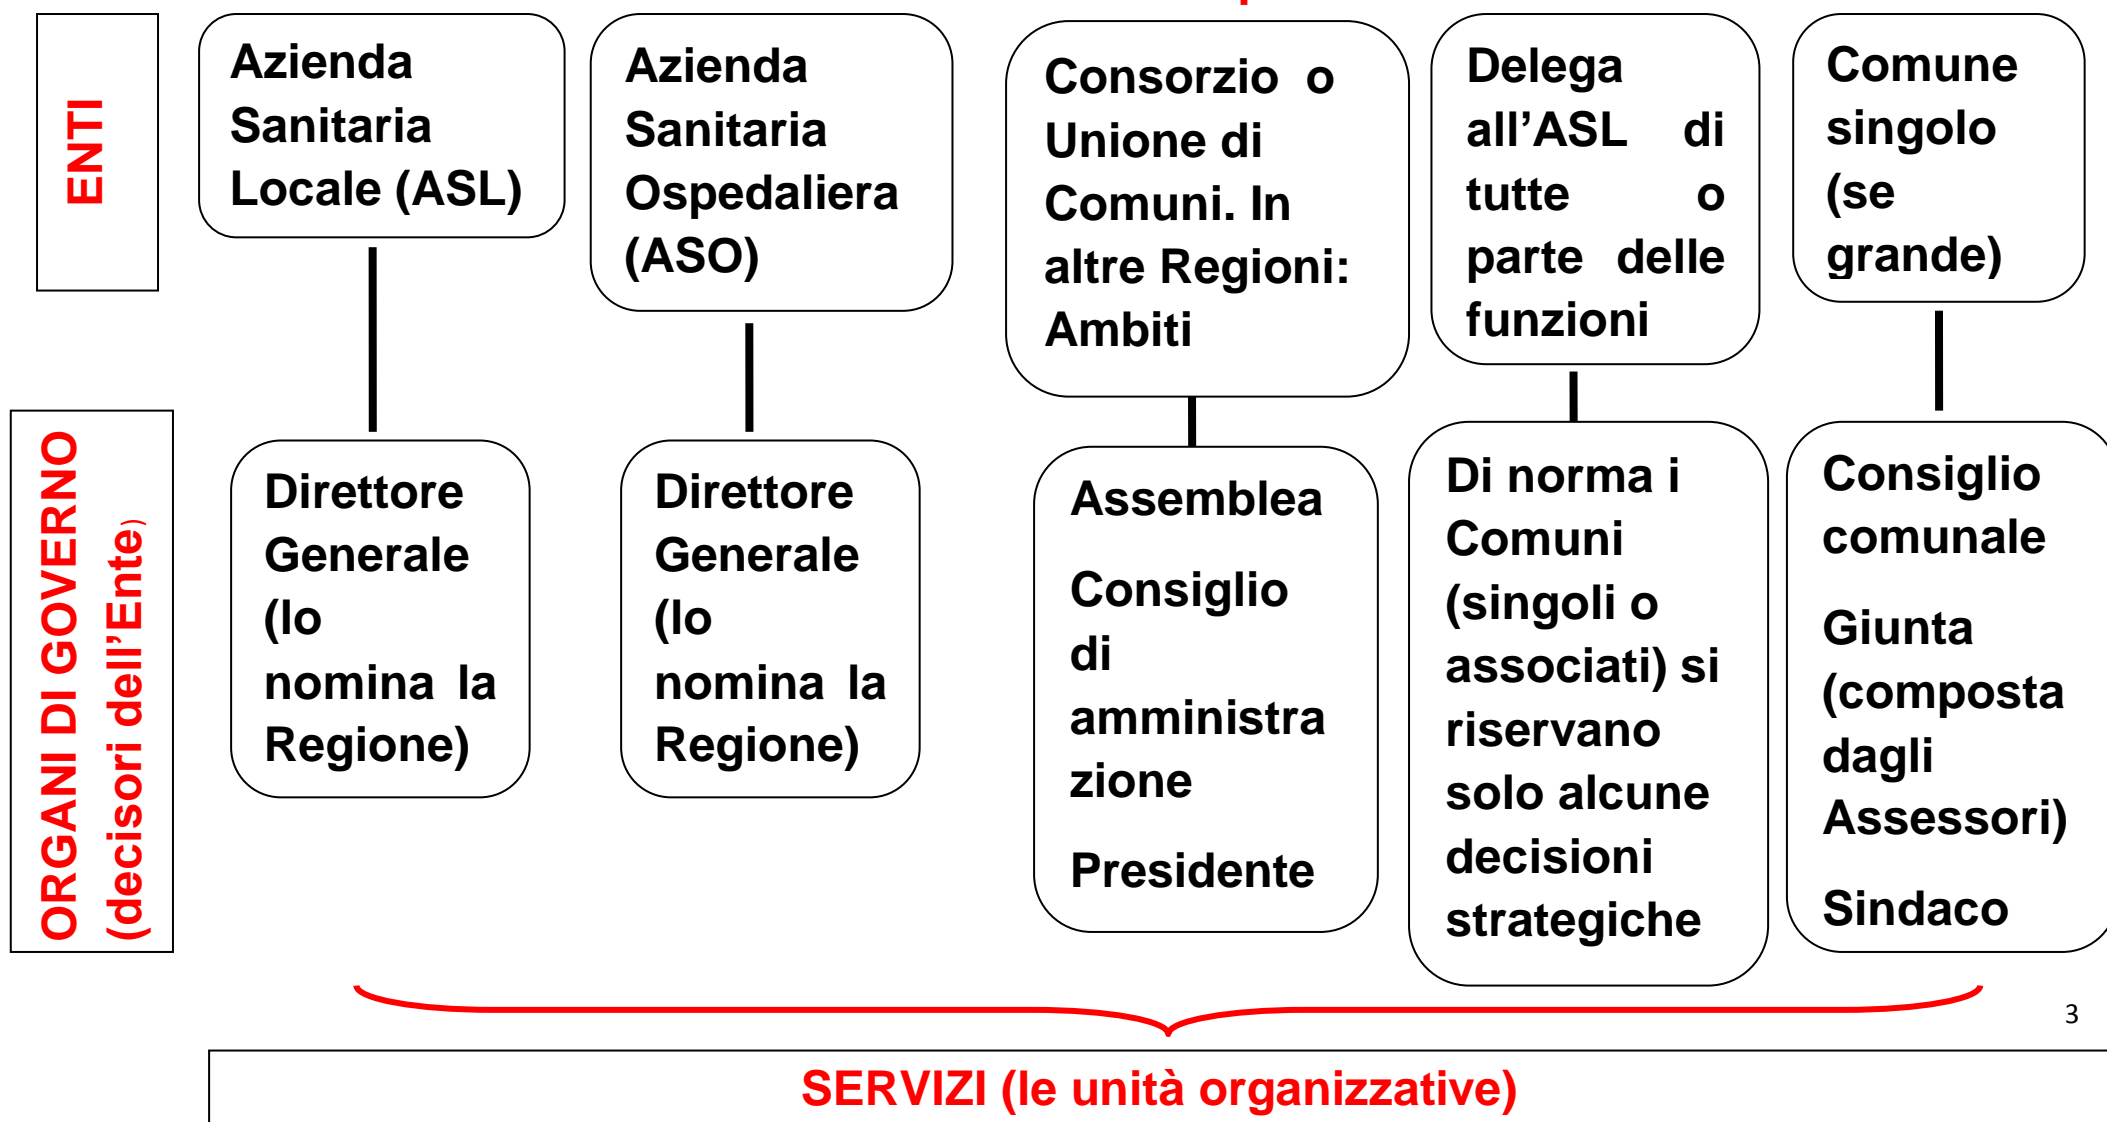 ENTI
Azienda
Sanitaria
Locale (ASL)
Azienda
Sanitaria
Ospedaliera
(ASO)
Consorzio o
Unione di
Comuni. In
altre Regioni:
Ambiti
Delega
all’ASL di
tutte o
parte delle
funzioni
Comune
singolo
(se
grande)
ORGANI DI GOVERNO
(decisori dell’Ente)
Direttore
Generale
(lo
nomina la
Regione)
Direttore
Generale
(lo
nomina la
Regione)
Assemblea
Consiglio
di
amministra
zione
Presidente
Di norma i
Comuni
(singoli o
associati) si
riservano
solo alcune
decisioni
strategiche
Consiglio
comunale
Giunta
(composta
dagli
Assessori)
Sindaco
3
SERVIZI (le unità organizzative)